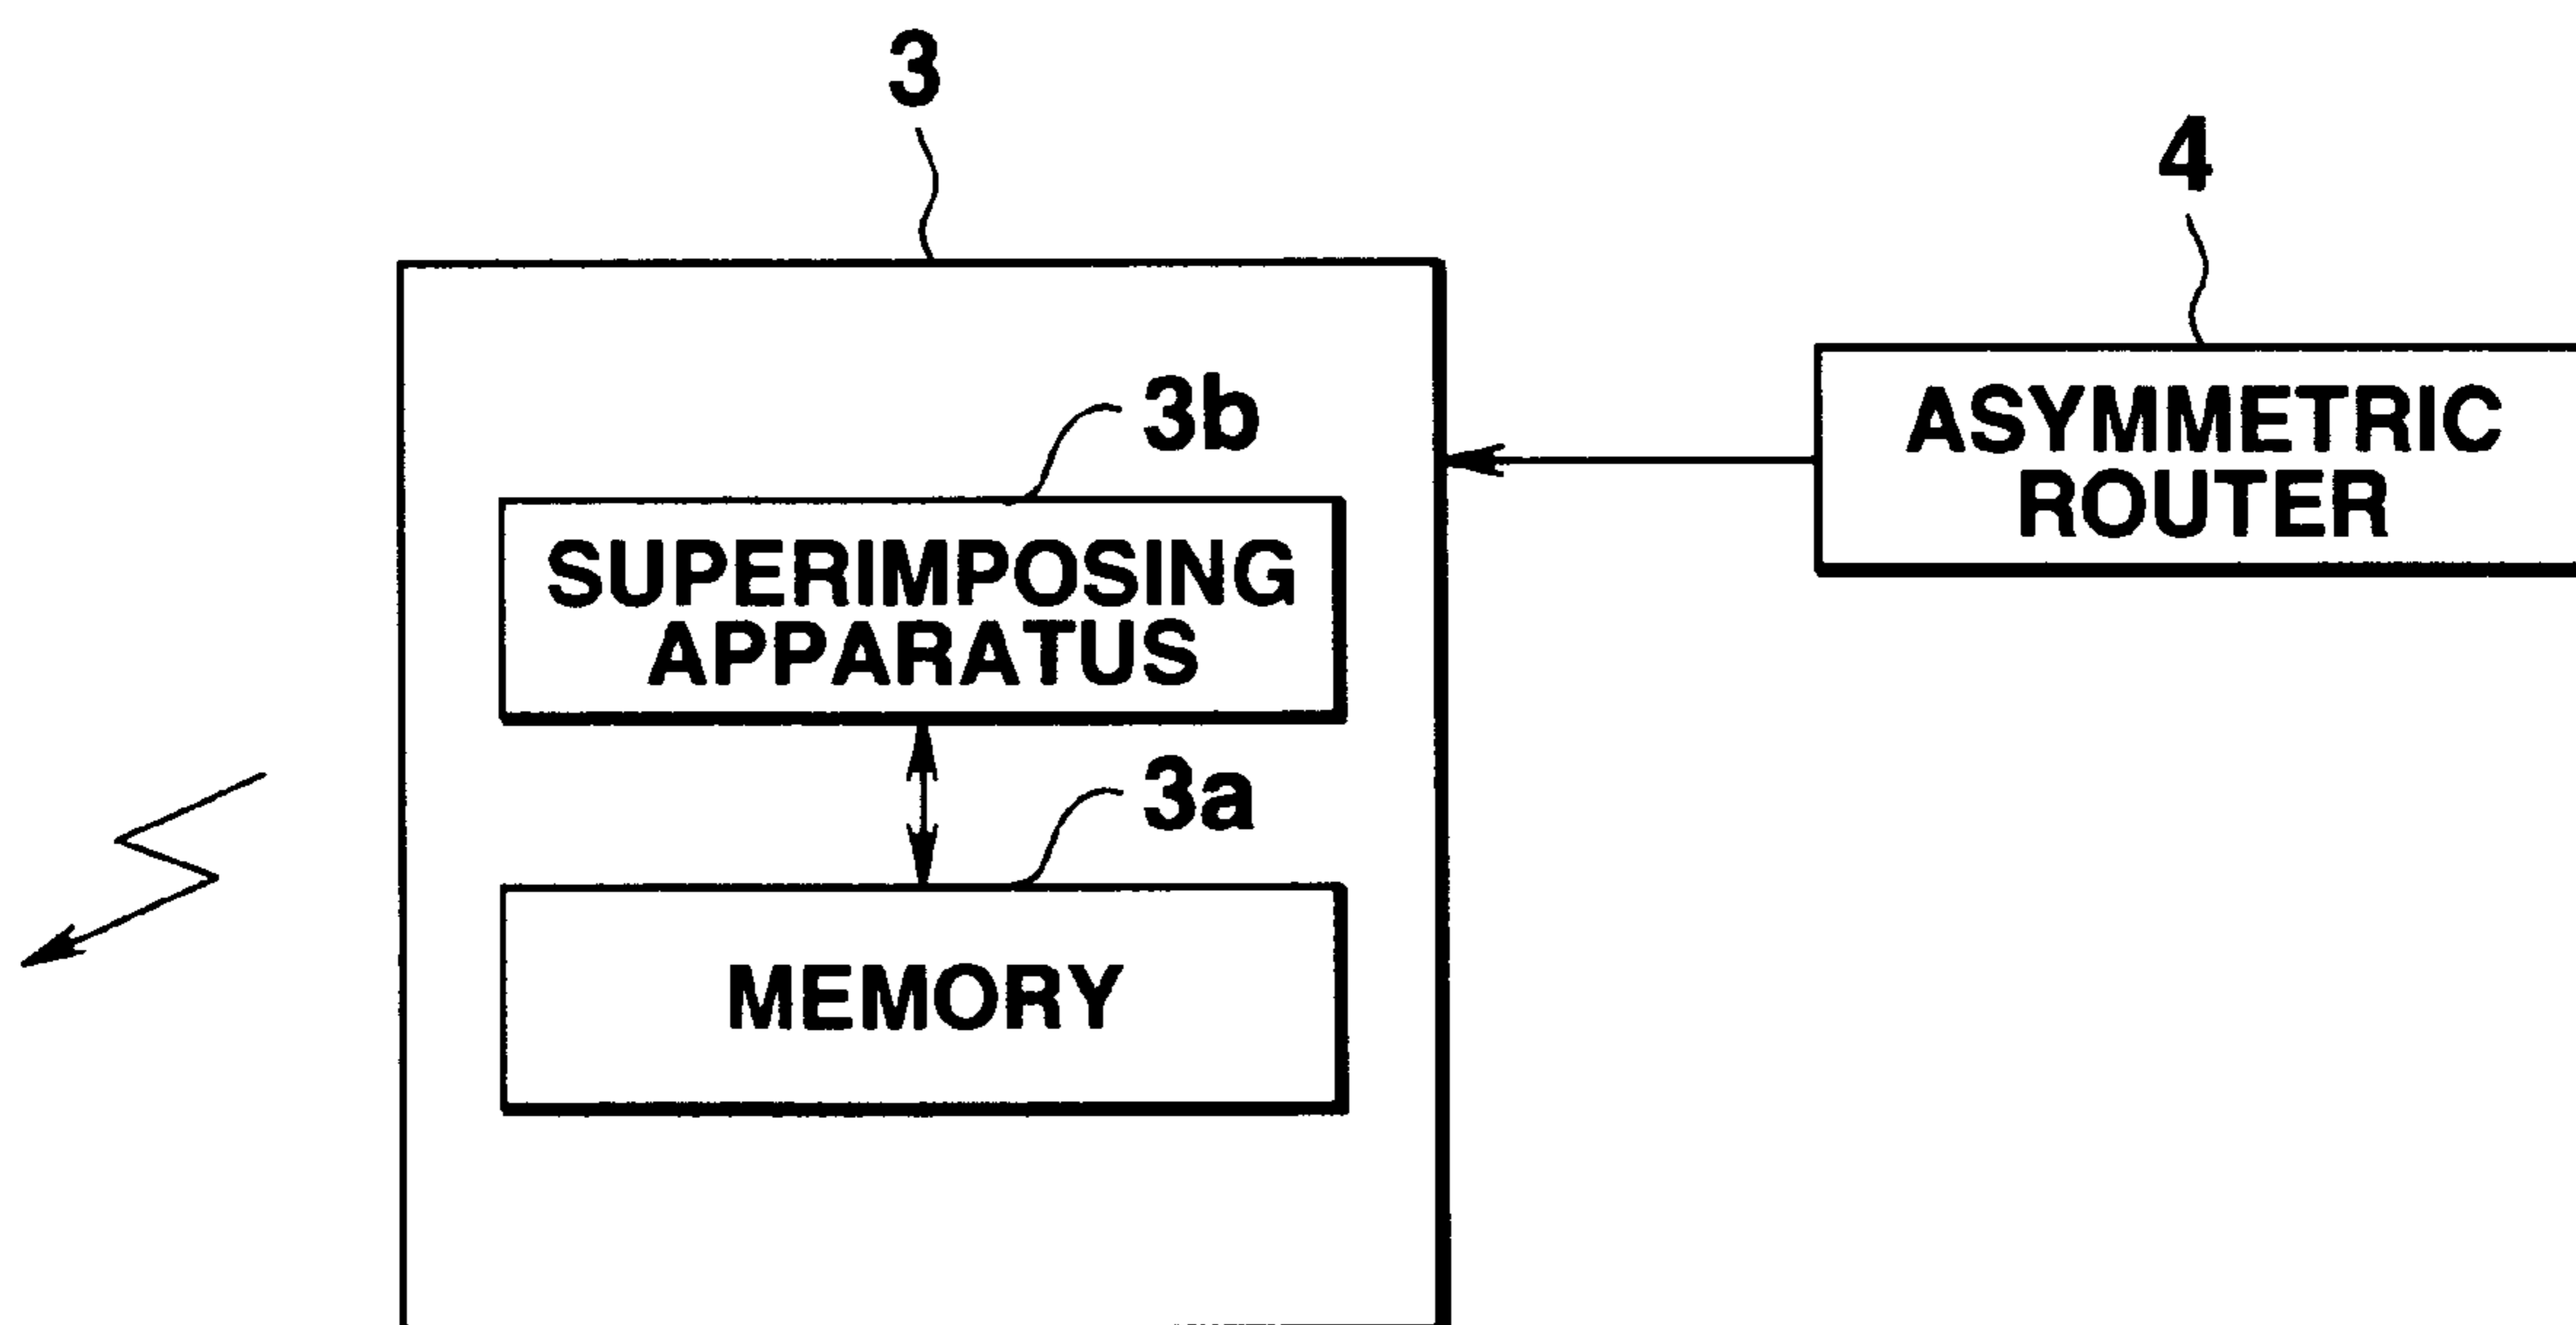 3
4
3b
ASYMMETRIC
ROUTER
SUPERIMPOSING
APPARATUS
3a
MEMORY